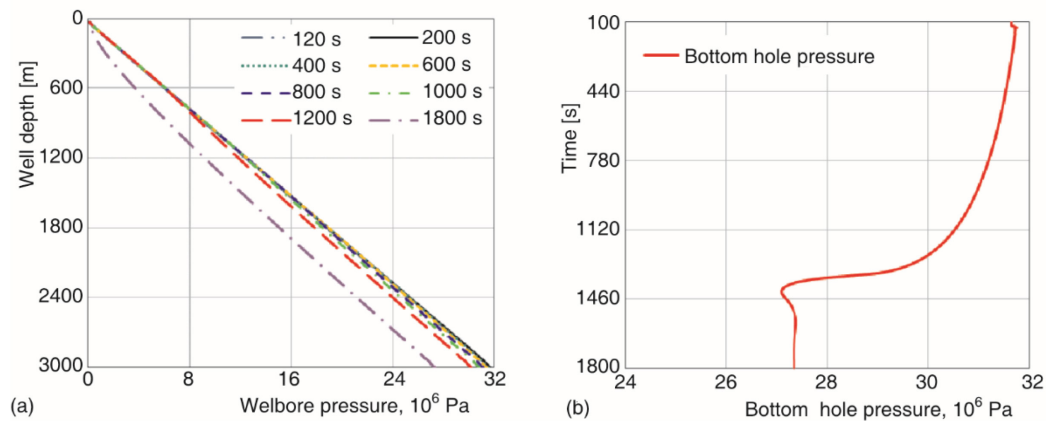 0
600
1200
1800
2400
3000
Well depth [m]
120 s
200 s
400 s
600 s
800 s
1000 s
1200 s
1800 s
0
8
16
24
32
(a)
Welbore pressure, 10⁶ Pa
100
440
780
1120
1460
1800
Time [s]
Bottom hole pressure
24
26
28
30
32
(b)
Bottom hole pressure, 10⁶ Pa